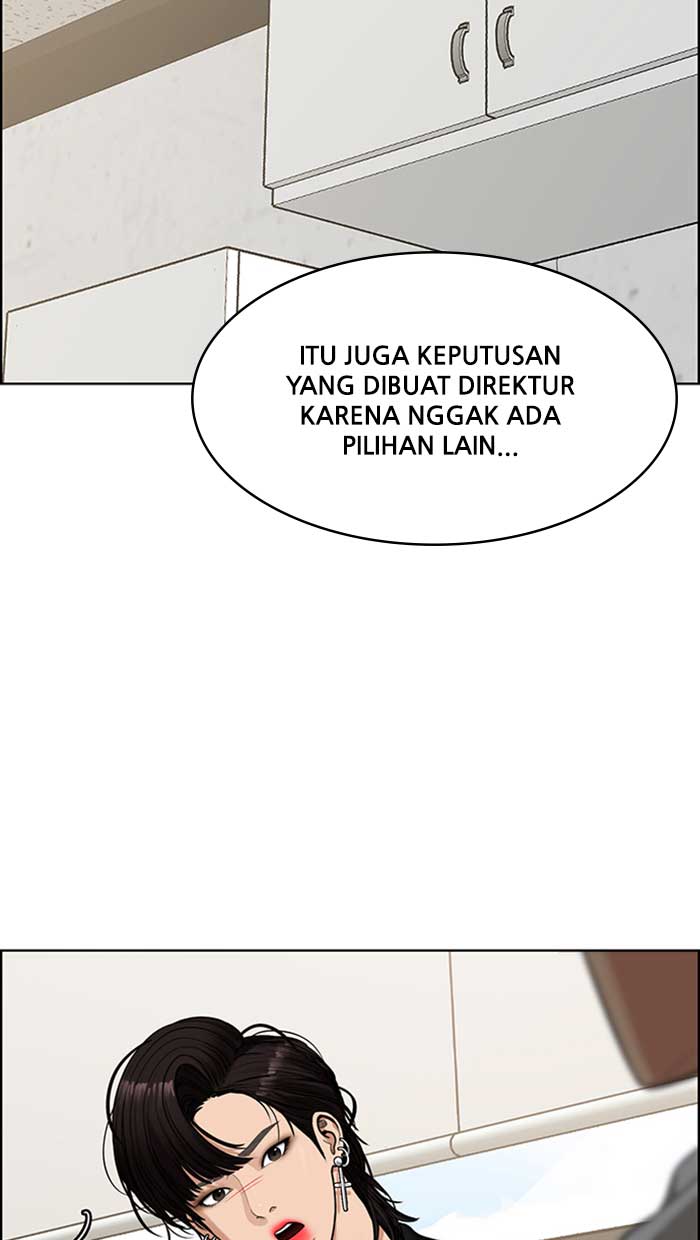 ITU JUGA KEPUTUSAN
YANG DIBUAT DIREKTUR
KARENA NGGAK ADA
PILIHAN LAIN...